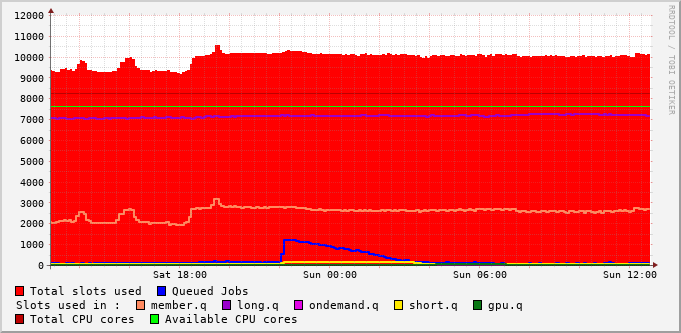 12000
11000
10000
9000
8000
7000
6000
5000
4000
3000
2000
1000
0
Sat 18:00 Sun 00:00 Sun 06:00 Sun 12:00
Total slots used Queued Jobs
Slots used in : member.q long.q ondemand.q short.q gpu.q
Total CPU cores Available CPU cores
RRDTOOL / TOBI OETIKER